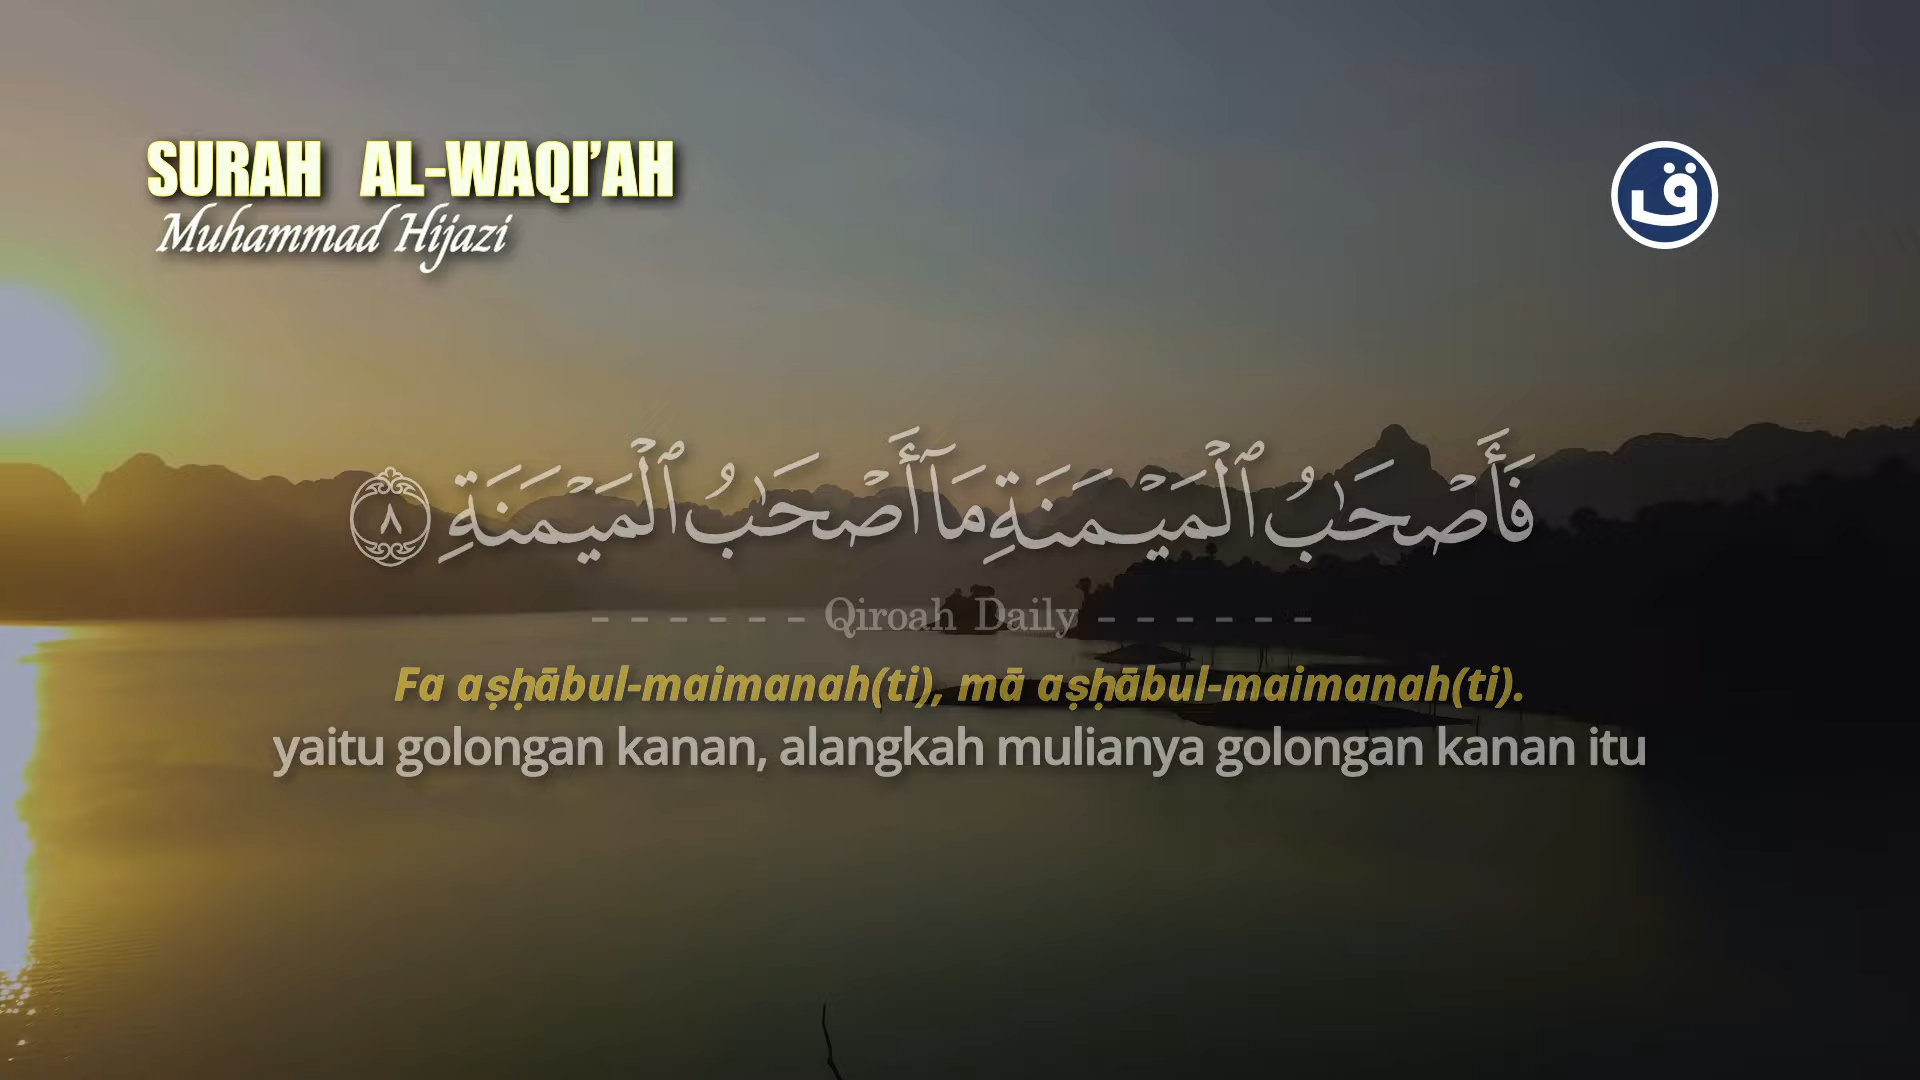 SURAH AL-WAQI’AH
Muhammad Hijazi
ق
فَأَصْحَٰبُ ٱلْمَيْمَنَةِ مَآ أَصْحَٰبُ ٱلْمَيْمَنَةِ ٨
- - - - - - Qiroah Daily - - - - - -
Fa aṣḥābul-maimanah(ti), mā aṣḥābul-maimanah(ti).
yaitu golongan kanan, alangkah mulianya golongan kanan itu